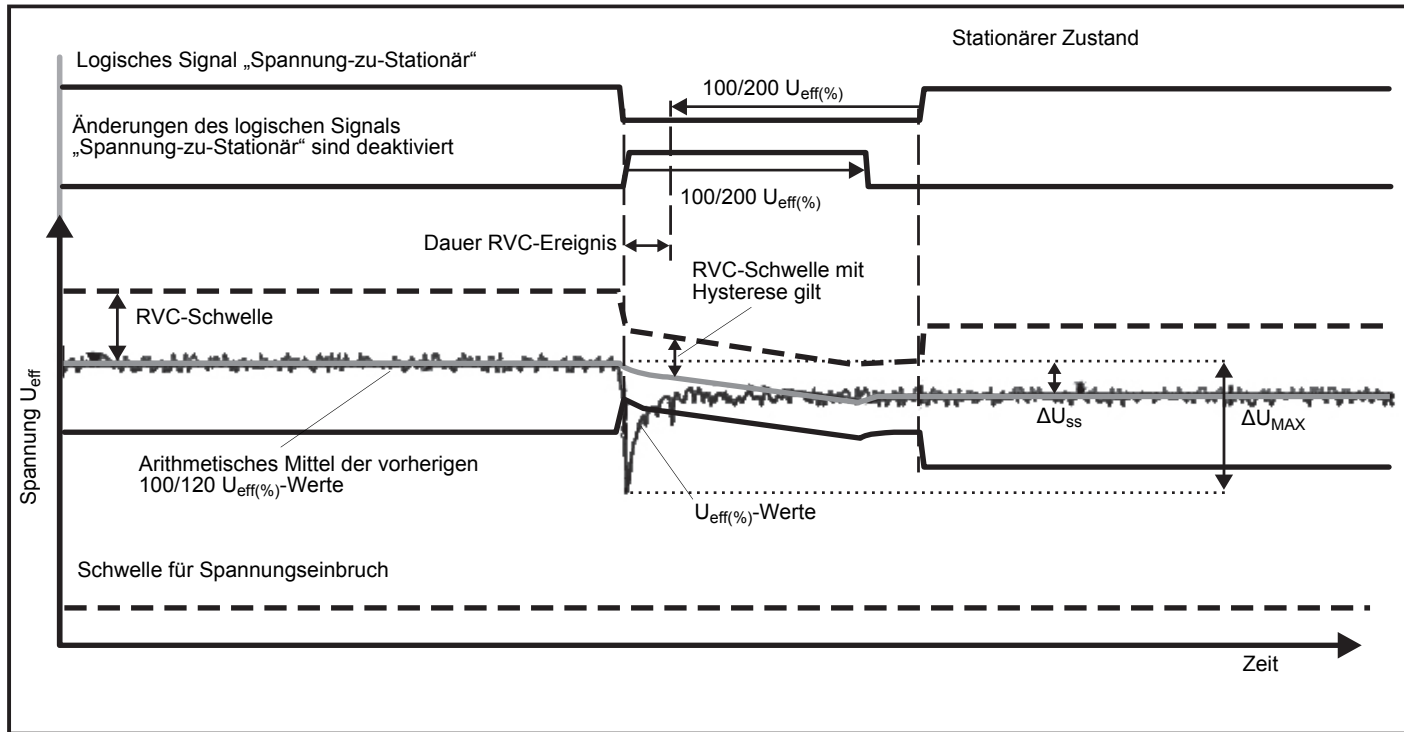 Stationärer Zustand
Logisches Signal „Spannung-zu-Stationär“
100/200 Ueff(%)
Änderungen des logischen Signals
„Spannung-zu-Stationär“ sind deaktiviert
100/200 Ueff(%)
Dauer RVC-Ereignis
RVC-Schwelle mit
Hysterese gilt
RVC-Schwelle
Spannung Ueff
ΔUss
ΔUMAX
Arithmetisches Mittel der vorherigen
100/120 Ueff(%)-Werte
Ueff(%)-Werte
Schwelle für Spannungseinbruch
Zeit